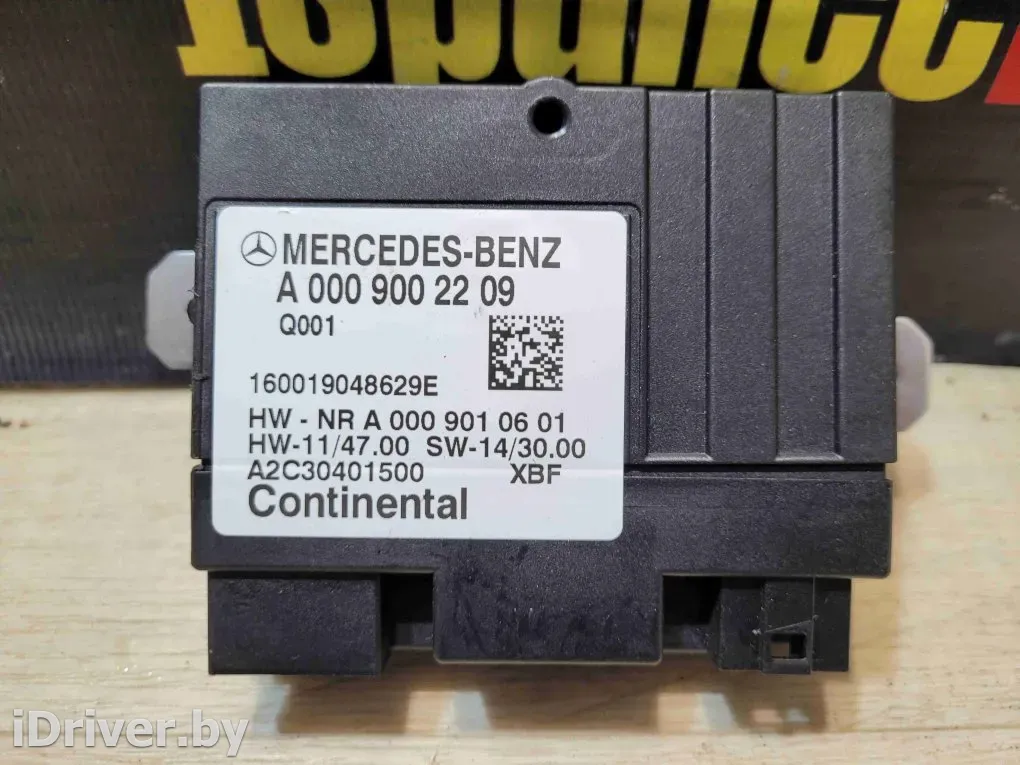 MERCEDES-BENZ
A 000 900 22 09
Q001
160019048629E
HW - NR A 000 901 06 01
HW-11/47.00 SW-14/30.00
A2C30401500 XBF
Continental
iDriver.by